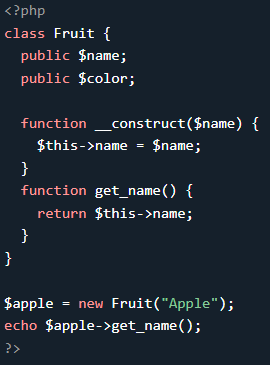 <?php
class Fruit {
  public $name;
  public $color;

  function __construct($name) {
    $this->name = $name;
  }
  function get_name() {
    return $this->name;
  }
}

$apple = new Fruit("Apple");
echo $apple->get_name();
?>